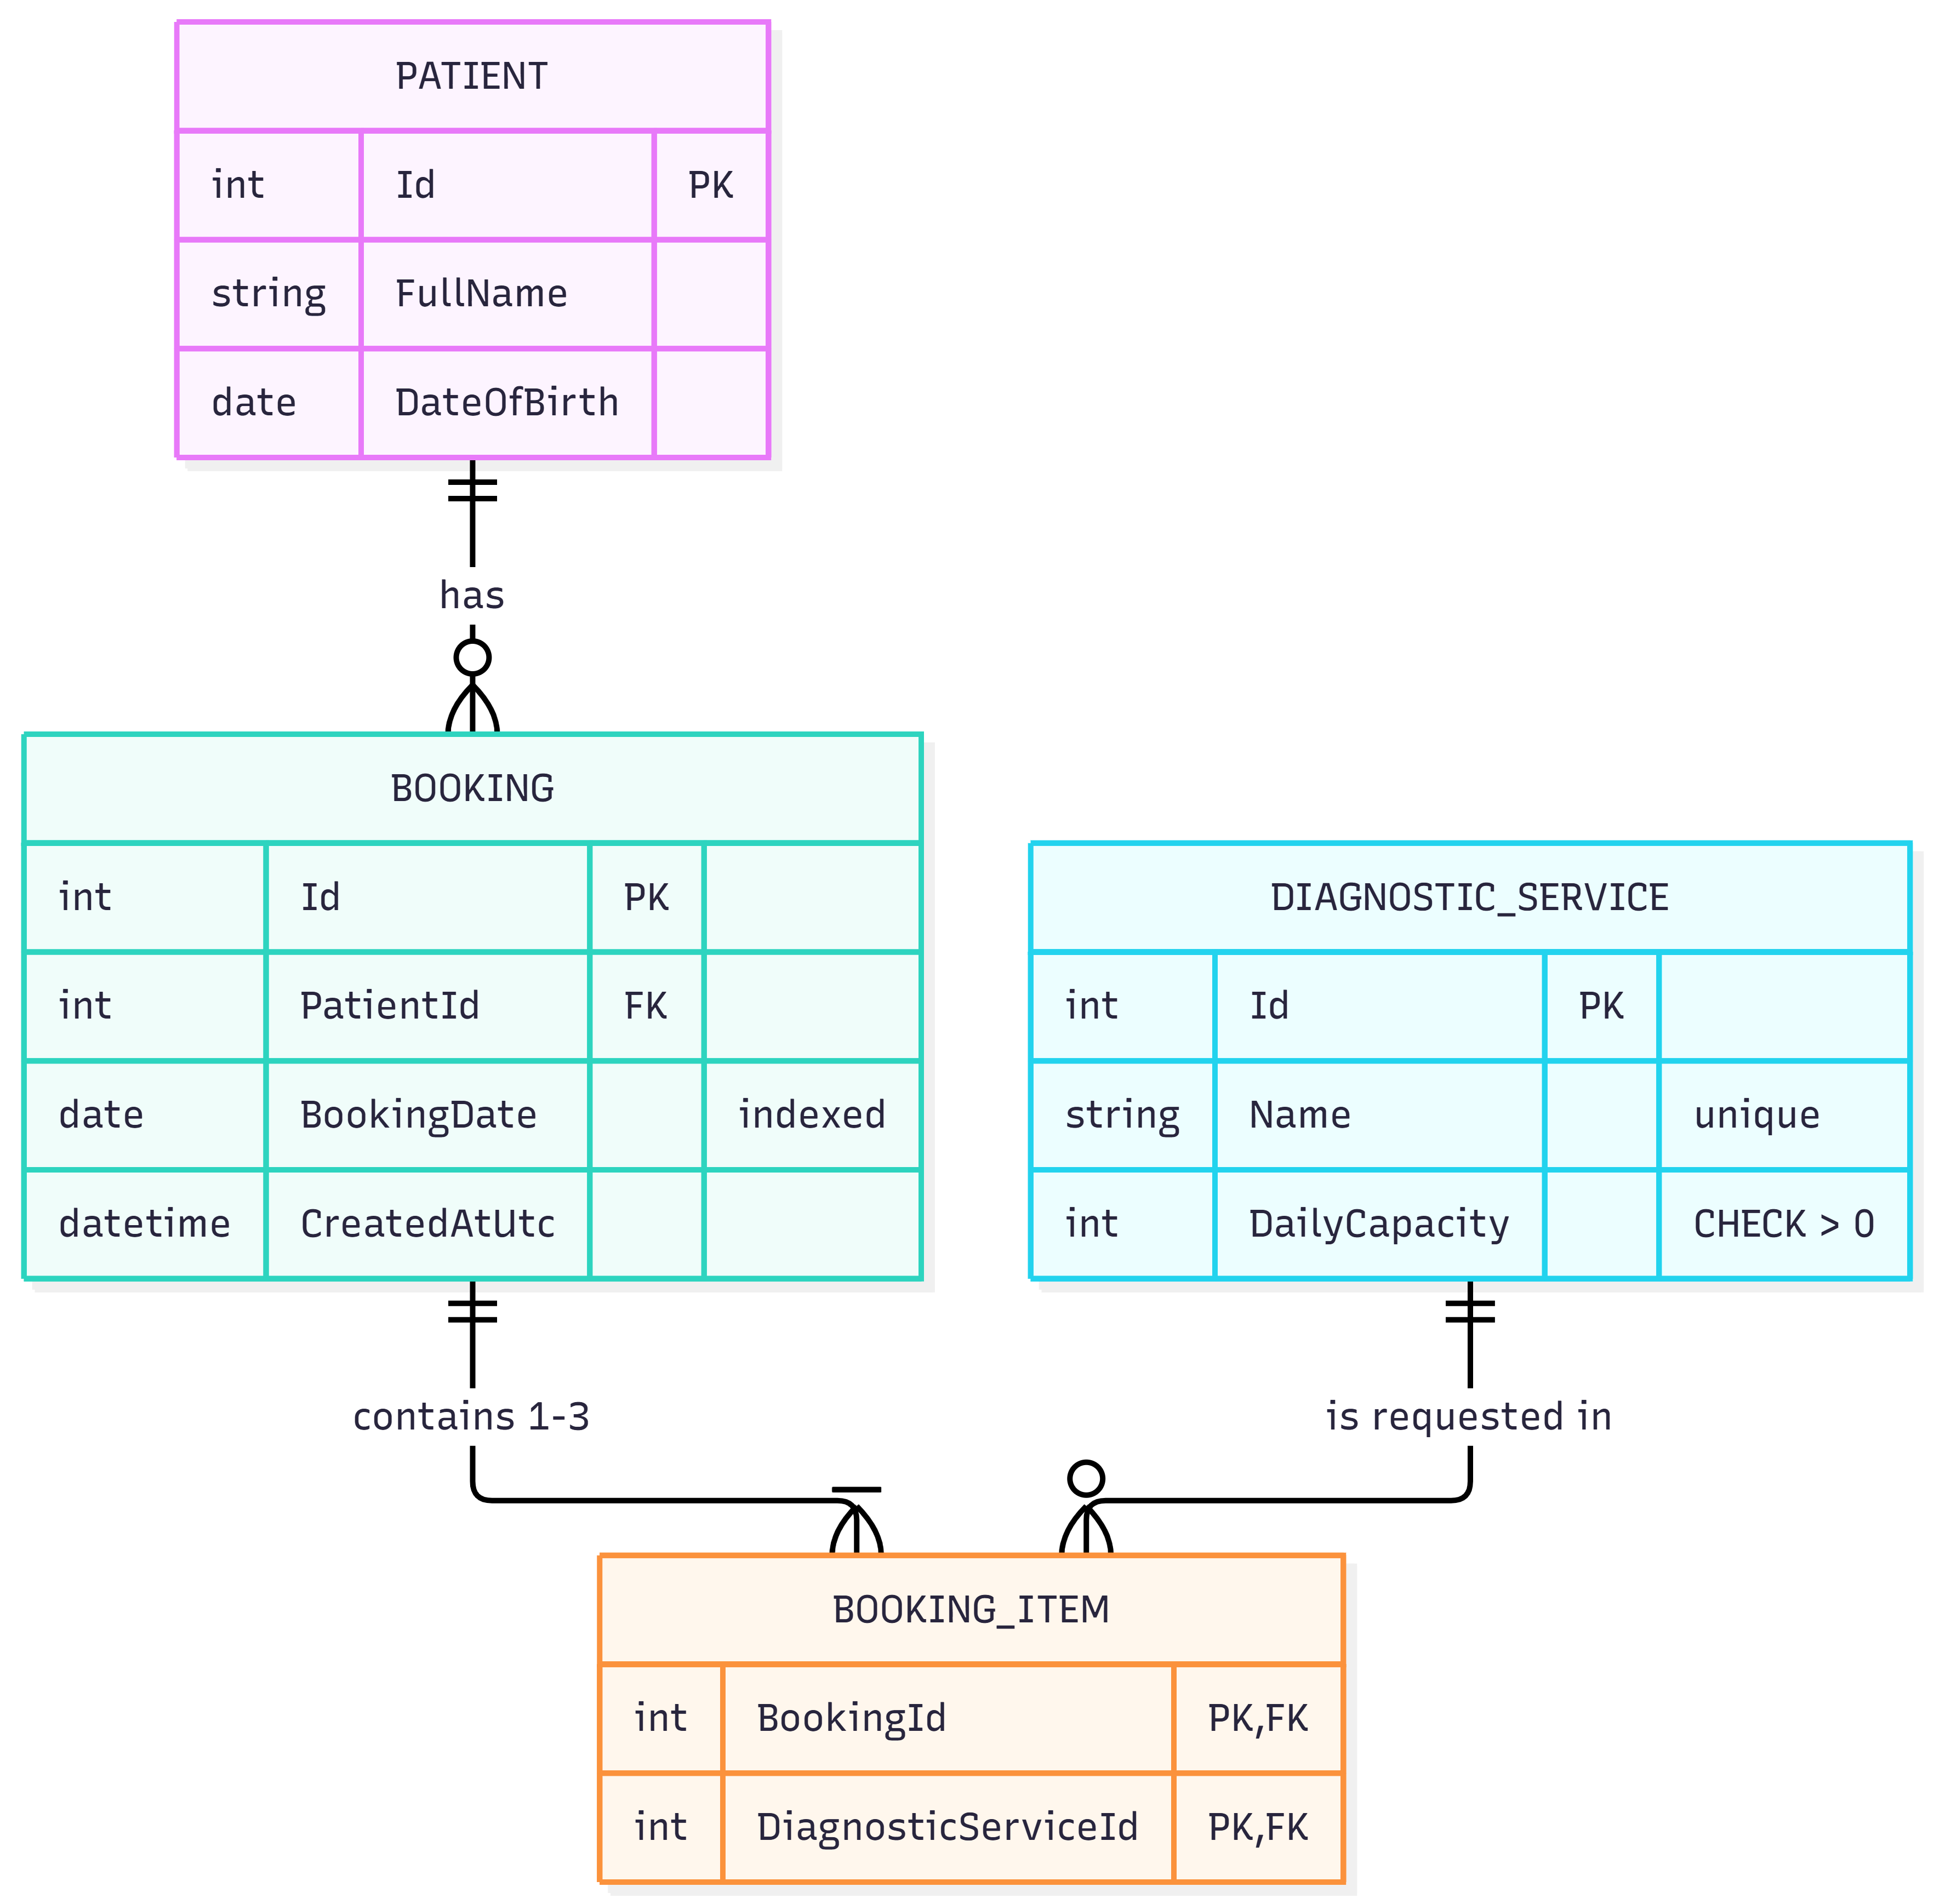 PATIENT
int Id PK
string FullName
date DateOfBirth
has
BOOKING
int Id PK
int PatientId FK
date BookingDate indexed
datetime CreatedAtUtc
DIAGNOSTIC_SERVICE
int Id PK
string Name unique
int DailyCapacity CHECK > 0
contains 1-3
is requested in
BOOKING_ITEM
int BookingId PK,FK
int DiagnosticServiceId PK,FK